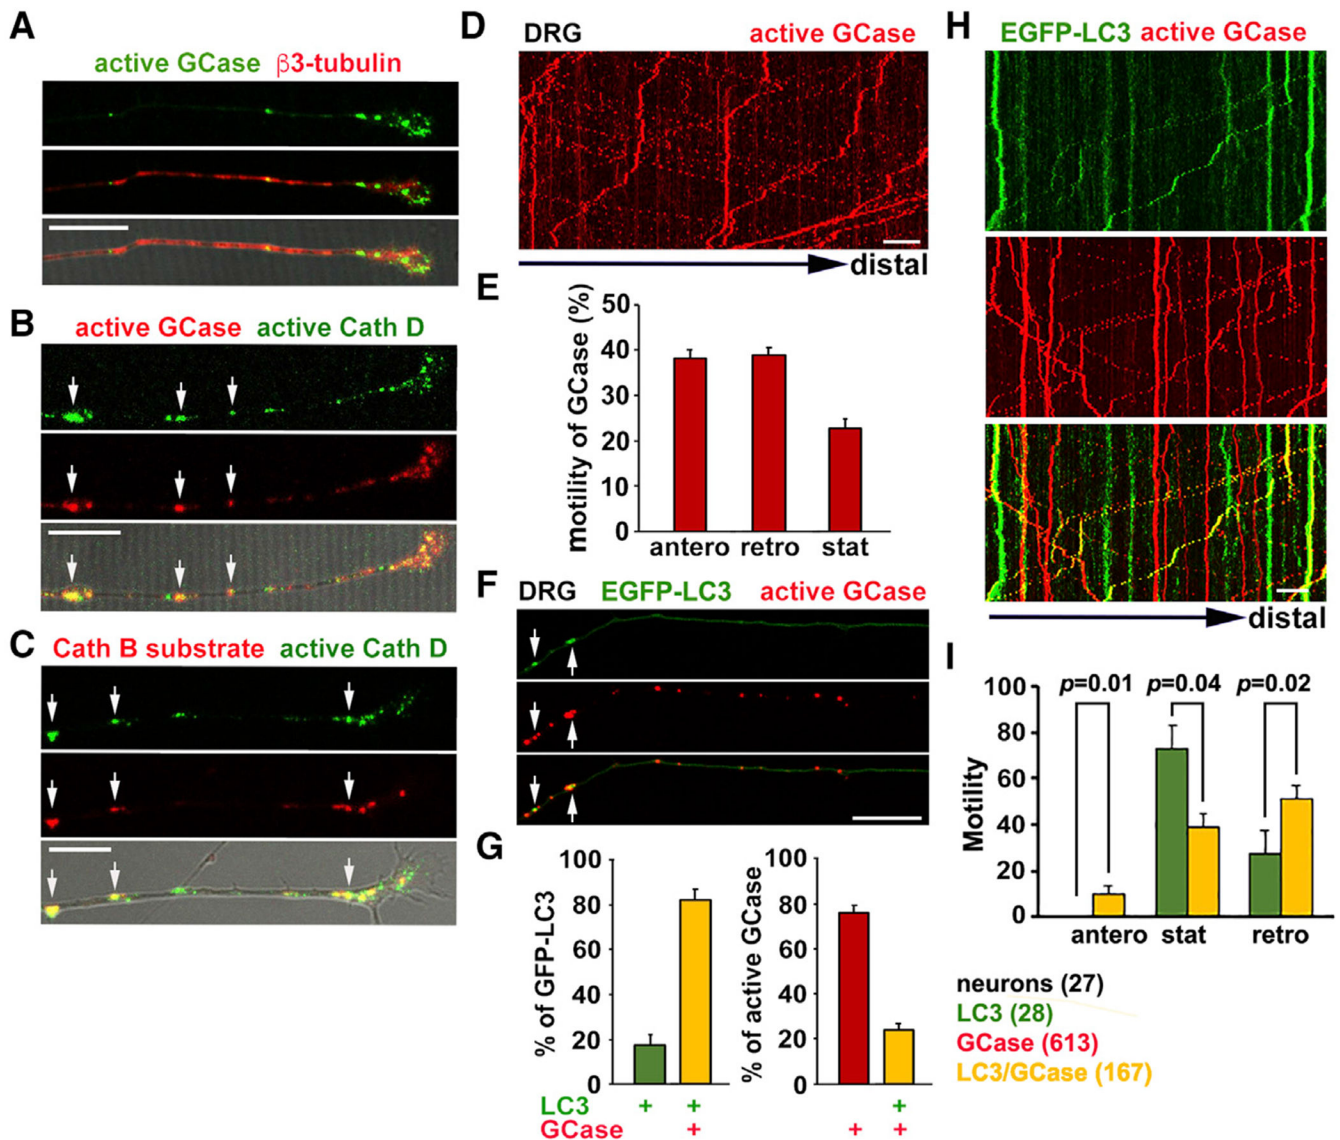 A
active GCase β3-tubulin
B
active GCase active Cath D
C
Cath B substrate active Cath D
D
DRG active GCase
distal
E
motility of GCase (%)
50
40
30
20
10
0
antero retro stat
F
DRG EGFP-LC3 active GCase
G
% of GFP-LC3
100
80
60
40
20
0
% of active GCase
100
80
60
40
20
0
LC3 + + +
GCase + + +
H
EGFP-LC3 active GCase
distal
I
Motility
100
80
60
40
20
0
p=0.01 p=0.04 p=0.02
antero stat retro
neurons (27)
LC3 (28)
GCase (613)
LC3/GCase (167)